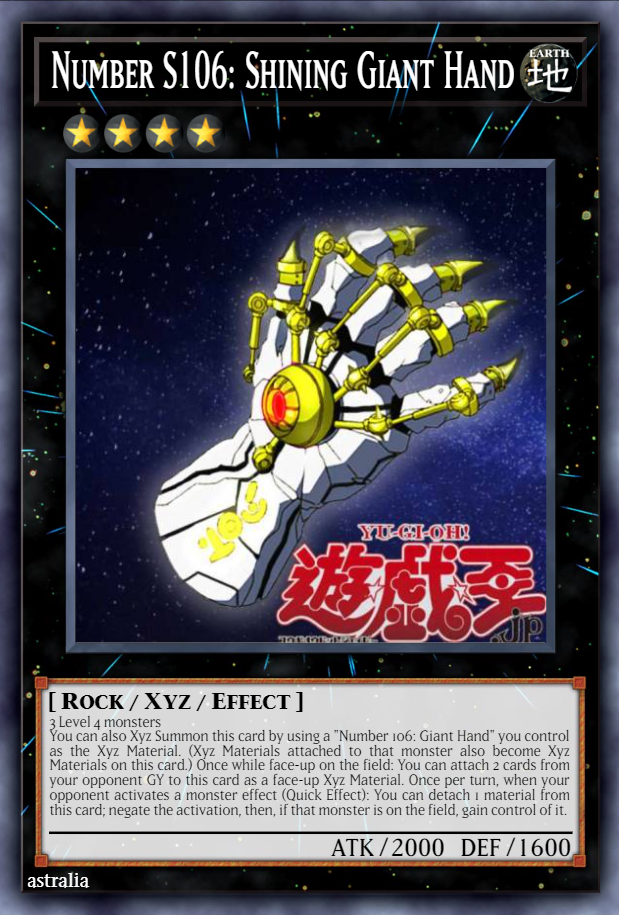 Number S106: Shining Giant Hand
EARTH
地
[ Rock / Xyz / Effect ]
3 Level 4 monsters
You can also Xyz Summon this card by using a "Number 106: Giant Hand" you control
as the Xyz Material. (Xyz Materials attached to that monster also become Xyz
Materials on this card.) Once while face-up on the field: You can attach 2 cards from
your opponent GY to this card as a face-up Xyz Material. Once per turn, when your
opponent activates a monster effect (Quick Effect): You can detach 1 material from
this card; negate the activation, then, if that monster is on the field, gain control of it.
ATK/2000 DEF/1600
astralia
106
YU-GI-OH!
遊戯王
.jp